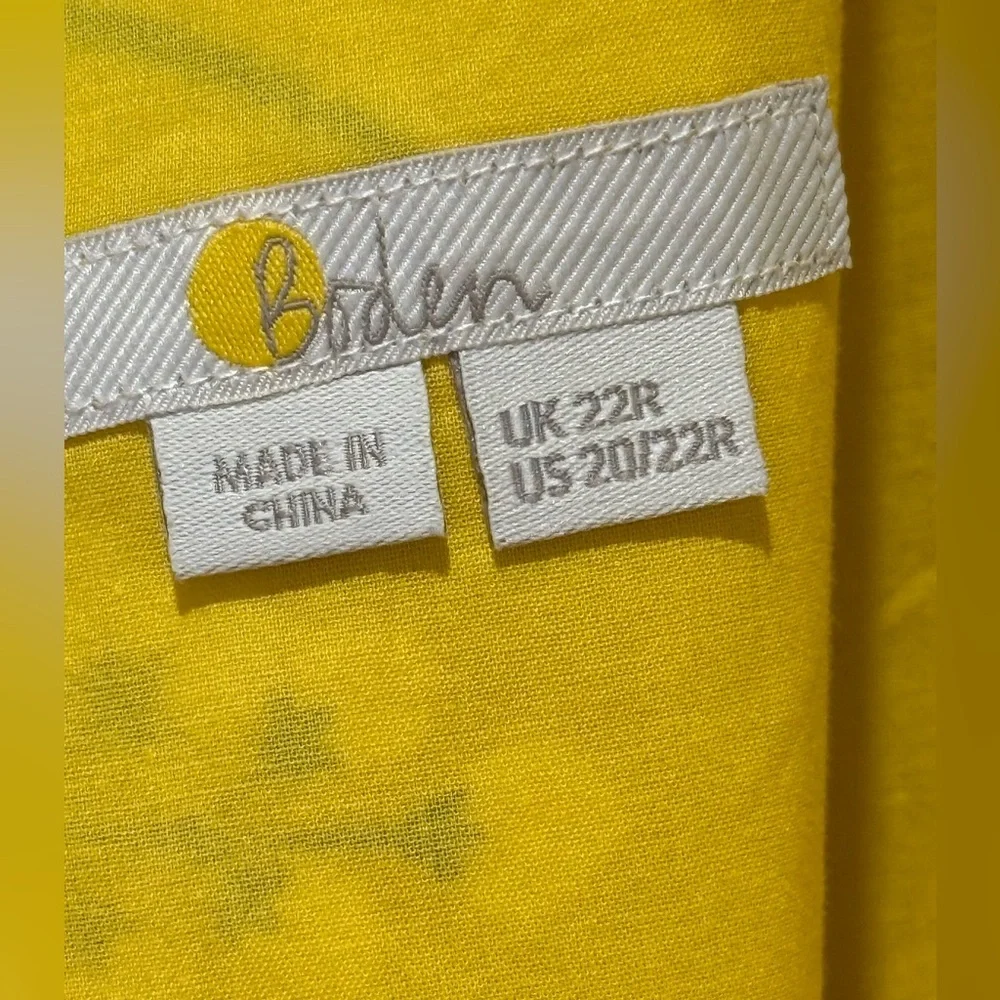 Boden
MADE IN
CHINA
UK 22R
US 20/22R